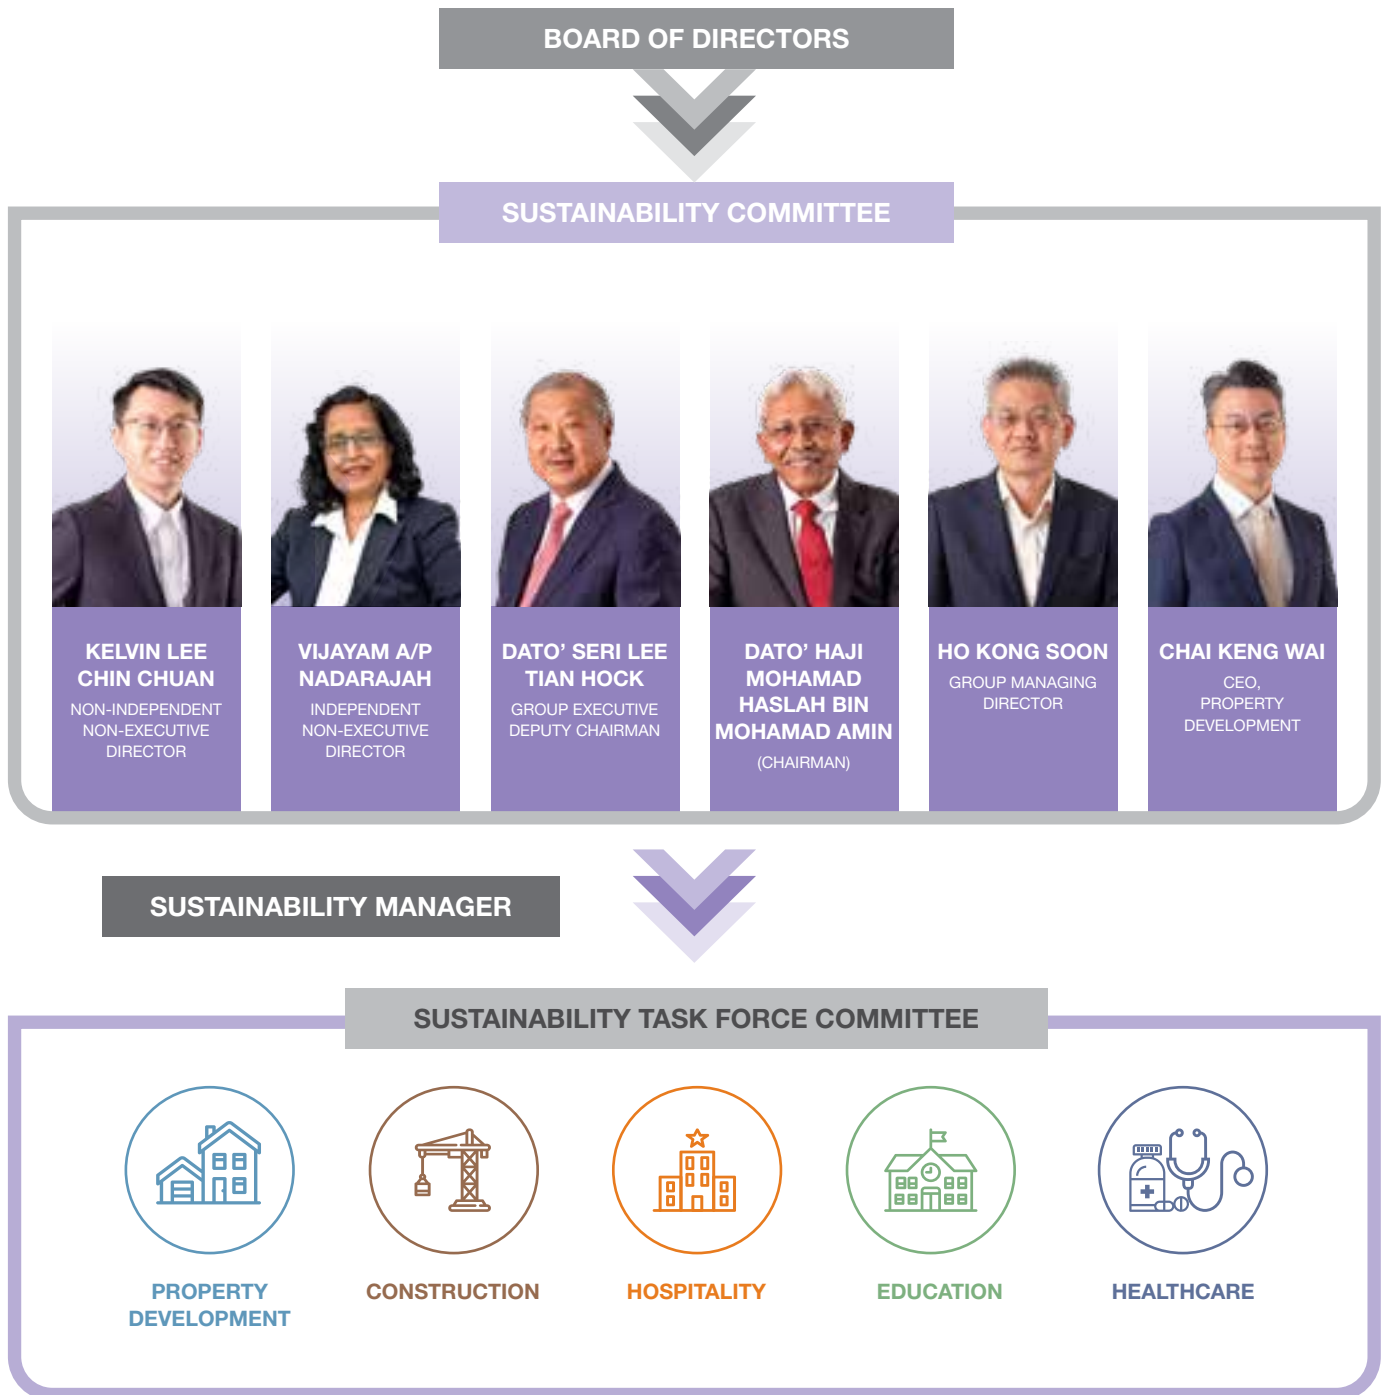 BOARD OF DIRECTORS
SUSTAINABILITY COMMITTEE
KELVIN LEE
CHIN CHUAN
NON-INDEPENDENT
NON-EXECUTIVE
DIRECTOR
VIJAYAM A/P
NADARAJAH
INDEPENDENT
NON-EXECUTIVE
DIRECTOR
DATO’ SERI LEE
TIAN HOCK
GROUP EXECUTIVE
DEPUTY CHAIRMAN
DATO’ HAJI
MOHAMAD
HASLAH BIN
MOHAMAD AMIN
(CHAIRMAN)
HO KONG SOON
GROUP MANAGING
DIRECTOR
CHAI KENG WAI
CEO,
PROPERTY
DEVELOPMENT
SUSTAINABILITY MANAGER
SUSTAINABILITY TASK FORCE COMMITTEE
PROPERTY
DEVELOPMENT
CONSTRUCTION
HOSPITALITY
EDUCATION
HEALTHCARE